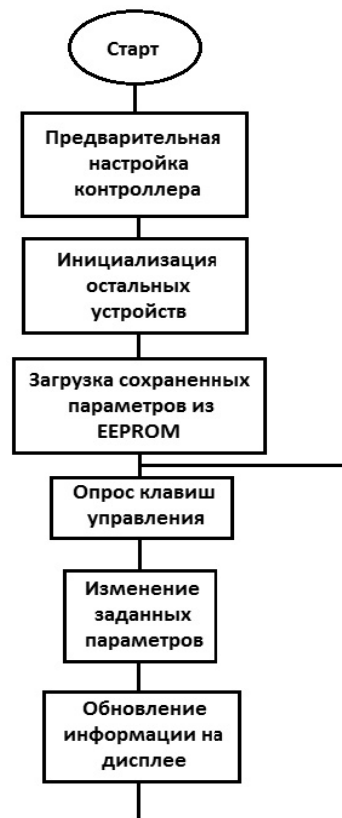 Старт
Предварительная
настройка
контроллера
Инициализация
остальных
устройств
Загрузка сохраненных
параметров из
EEPROM
Опрос клавиш
управления
Изменение
заданных
параметров
Обновление
информации на
дисплее